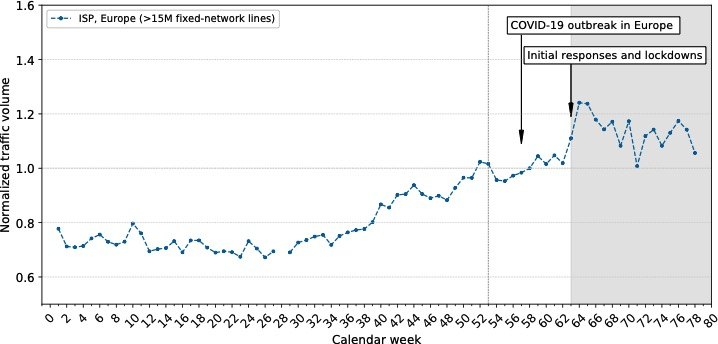 ISP, Europe (>15M fixed-network lines)
COVID-19 outbreak in Europe
Initial responses and lockdowns
Normalized traffic volume
1.6
1.4
1.2
1.0
0.8
0.6
0 2 4 6 8 10 12 14 16 18 20 22 24 26 28 30 32 34 36 38 40 42 44 46 48 50 52 54 56 58 60 62 64 66 68 70 72 74 76 78 80
Calendar week